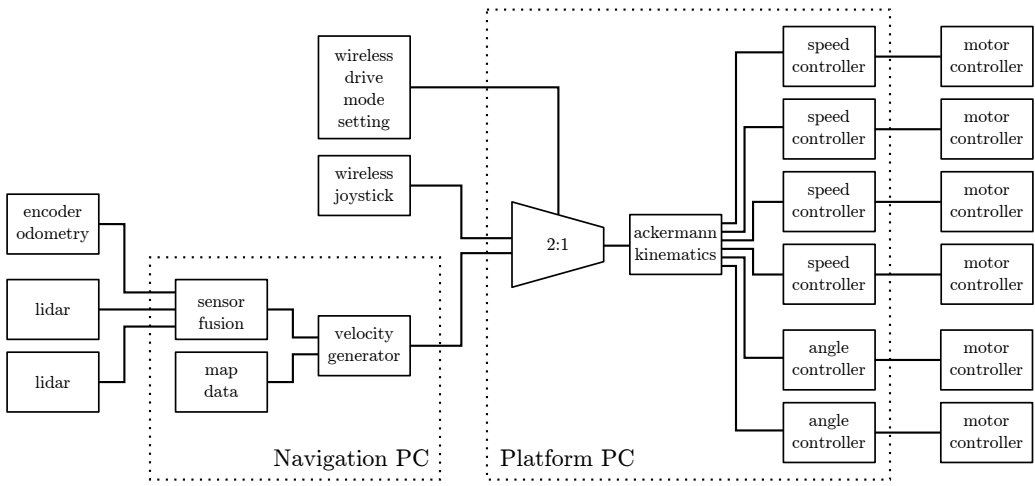 wireless
drive
mode
setting
wireless
joystick
encoder
odometry
lidar
lidar
sensor
fusion
map
data
velocity
generator
Navigation PC
2:1
ackermann
kinematics
speed
controller
speed
controller
speed
controller
speed
controller
angle
controller
angle
controller
Platform PC
motor
controller
motor
controller
motor
controller
motor
controller
motor
controller
motor
controller